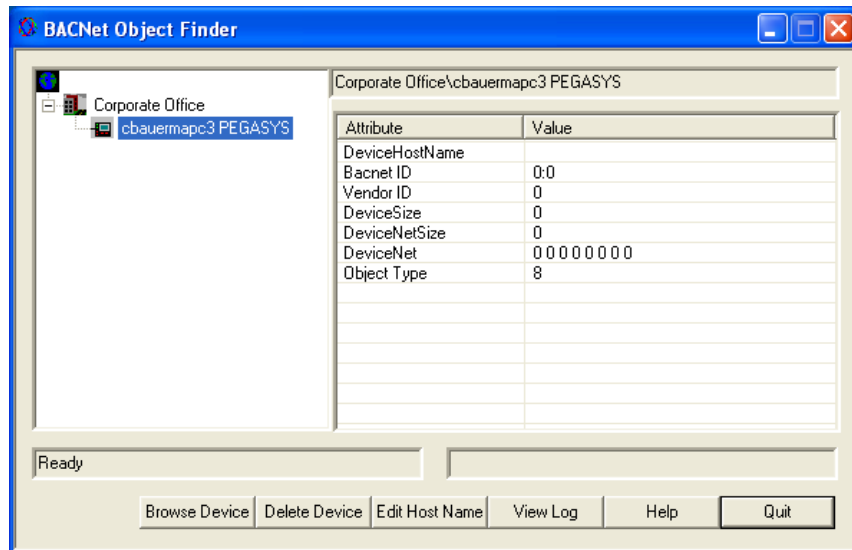 BACNet Object Finder
Corporate Office\cbauermapc3 PEGASYS
Corporate Office
cbauermapc3 PEGASYS
Attribute Value
DeviceHostName
Bacnet ID 0:0
Vendor ID 0
DeviceSize 0
DeviceNetSize 0
DeviceNet 0 0 0 0 0 0 0 0
Object Type 8
Ready
Browse Device Delete Device Edit Host Name View Log Help Quit